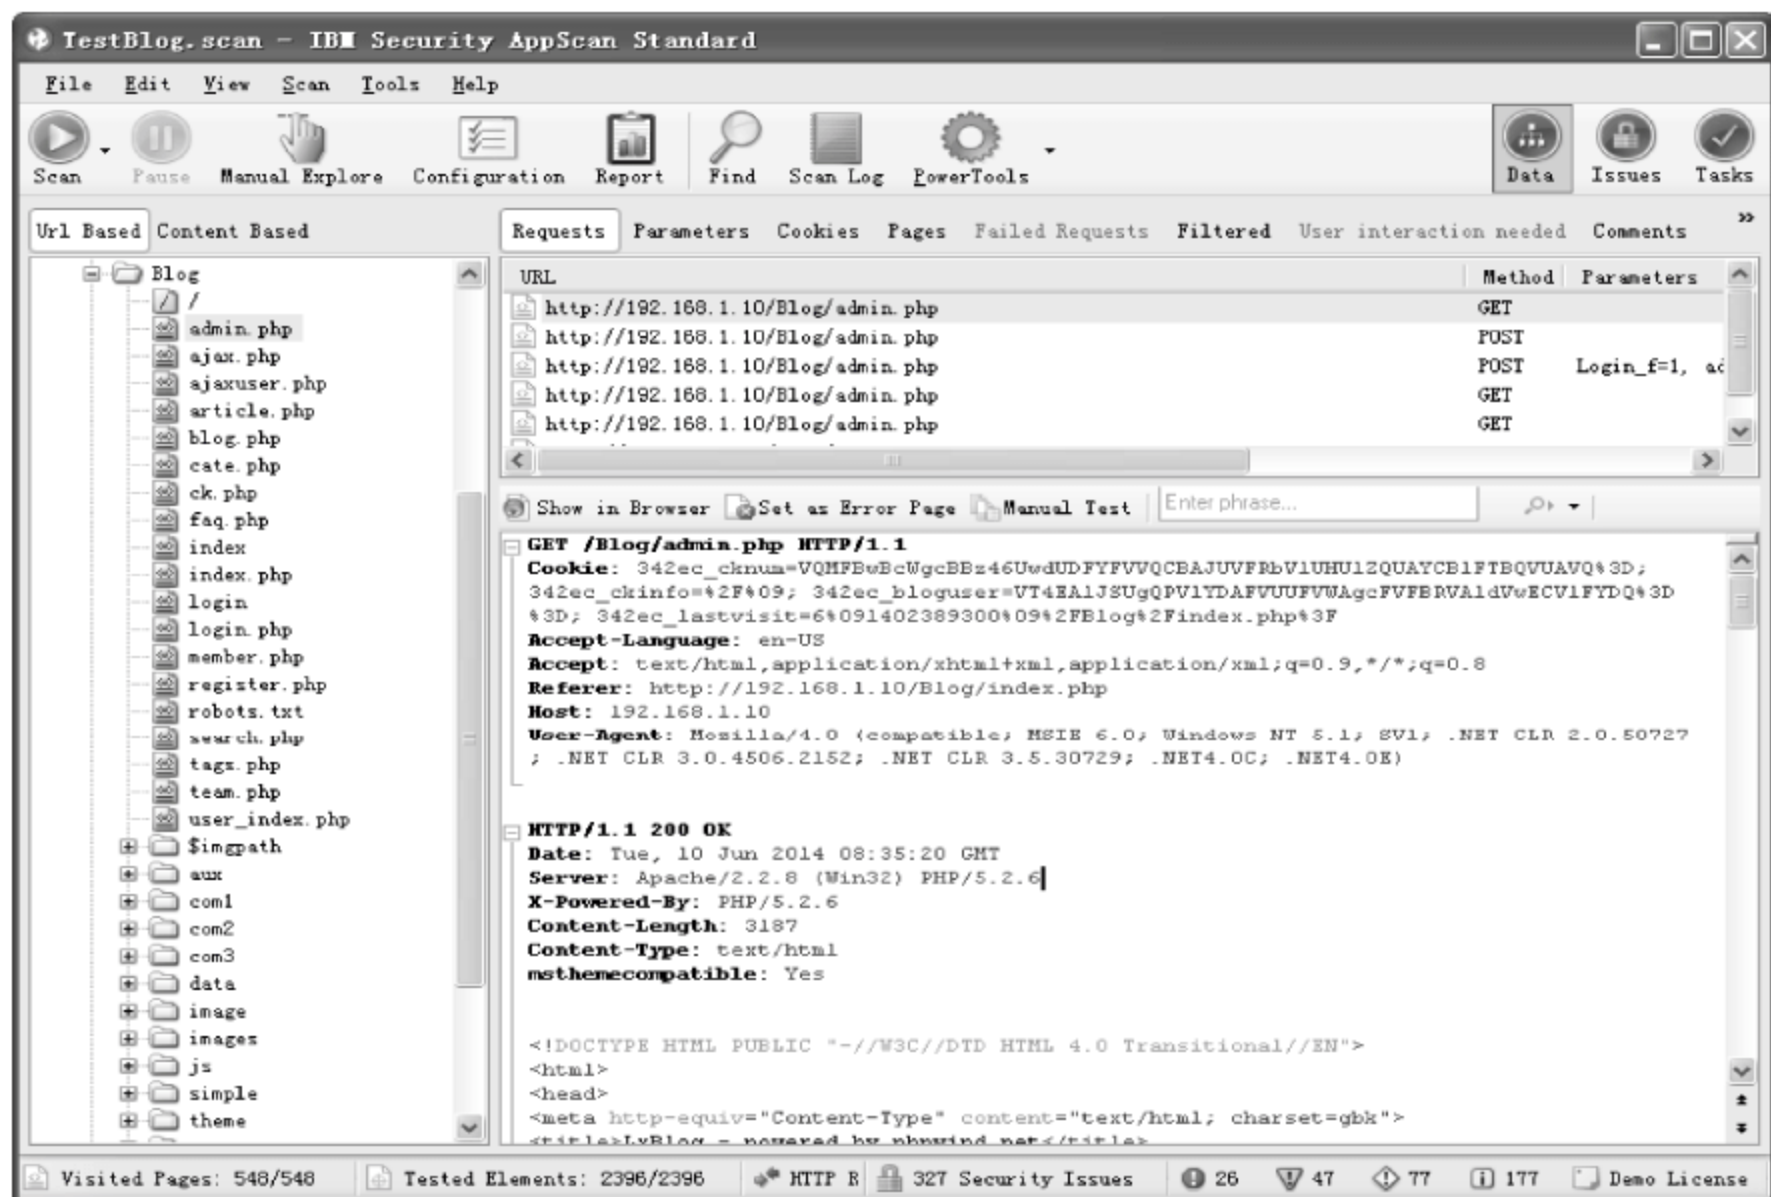 TestBlog.scan - IBM Security AppScan Standard
File Edit View Scan Tools Help
Scan Pause Manual Explore Configuration Report Find Scan Log PowerTools Data Issues Tasks
Url Based Content Based
Requests Parameters Cookies Pages Failed Requests Filtered User interaction needed Comments »
Blog
/
admin.php
ajax.php
ajaxuser.php
article.php
blog.php
cate.php
ck.php
faq.php
index
index.php
login
login.php
member.php
register.php
robots.txt
search.php
tags.php
team.php
user_index.php
$imgpath
aux
com1
com2
com3
data
image
images
js
simple
theme
URL Method Parameters
http://192.168.1.10/Blog/admin.php GET
http://192.168.1.10/Blog/admin.php POST
http://192.168.1.10/Blog/admin.php POST Login_f=1, ad
http://192.168.1.10/Blog/admin.php GET
http://192.168.1.10/Blog/admin.php GET
Show in Browser Set as Error Page Manual Test Enter phrase...
GET /Blog/admin.php HTTP/1.1
Cookie:
342ec_ckinfo=%2F%09;
%3D; 342ec_lastvisit=6%091402389300%09%2FBlog%2Findex.php%3F
Accept-Language: en-US
Accept: text/html,application/xhtml+xml,application/xml;q=0.9,*/*;q=0.8
Referer: http://192.168.1.10/Blog/index.php
Host: 192.168.1.10
User-Agent: Mozilla/4.0 (compatible; MSIE 6.0; Windows NT 5.1; SV1; .NET CLR 2.0.50727
; .NET CLR 3.0.4506.2152; .NET CLR 3.5.30729; .NET4.0C; .NET4.0E)
HTTP/1.1 200 OK
Date: Tue, 10 Jun 2014 08:35:20 GMT
Server: Apache/2.2.8 (Win32) PHP/5.2.6
X-Powered-By: PHP/5.2.6
Content-Length: 3187
Content-Type: text/html
msthemecompatible: Yes
<!DOCTYPE HTML PUBLIC "-//W3C//DTD HTML 4.0 Transitional//EN">
<html>
<head>
<meta http-equiv="Content-Type" content="text/html; charset=gbk">
<title>LxBlog - powered by phpwind.net</title>
Visited Pages: 548/548 Tested Elements: 2396/2396 HTTP R 327 Security Issues 26 47 77 177 Demo License